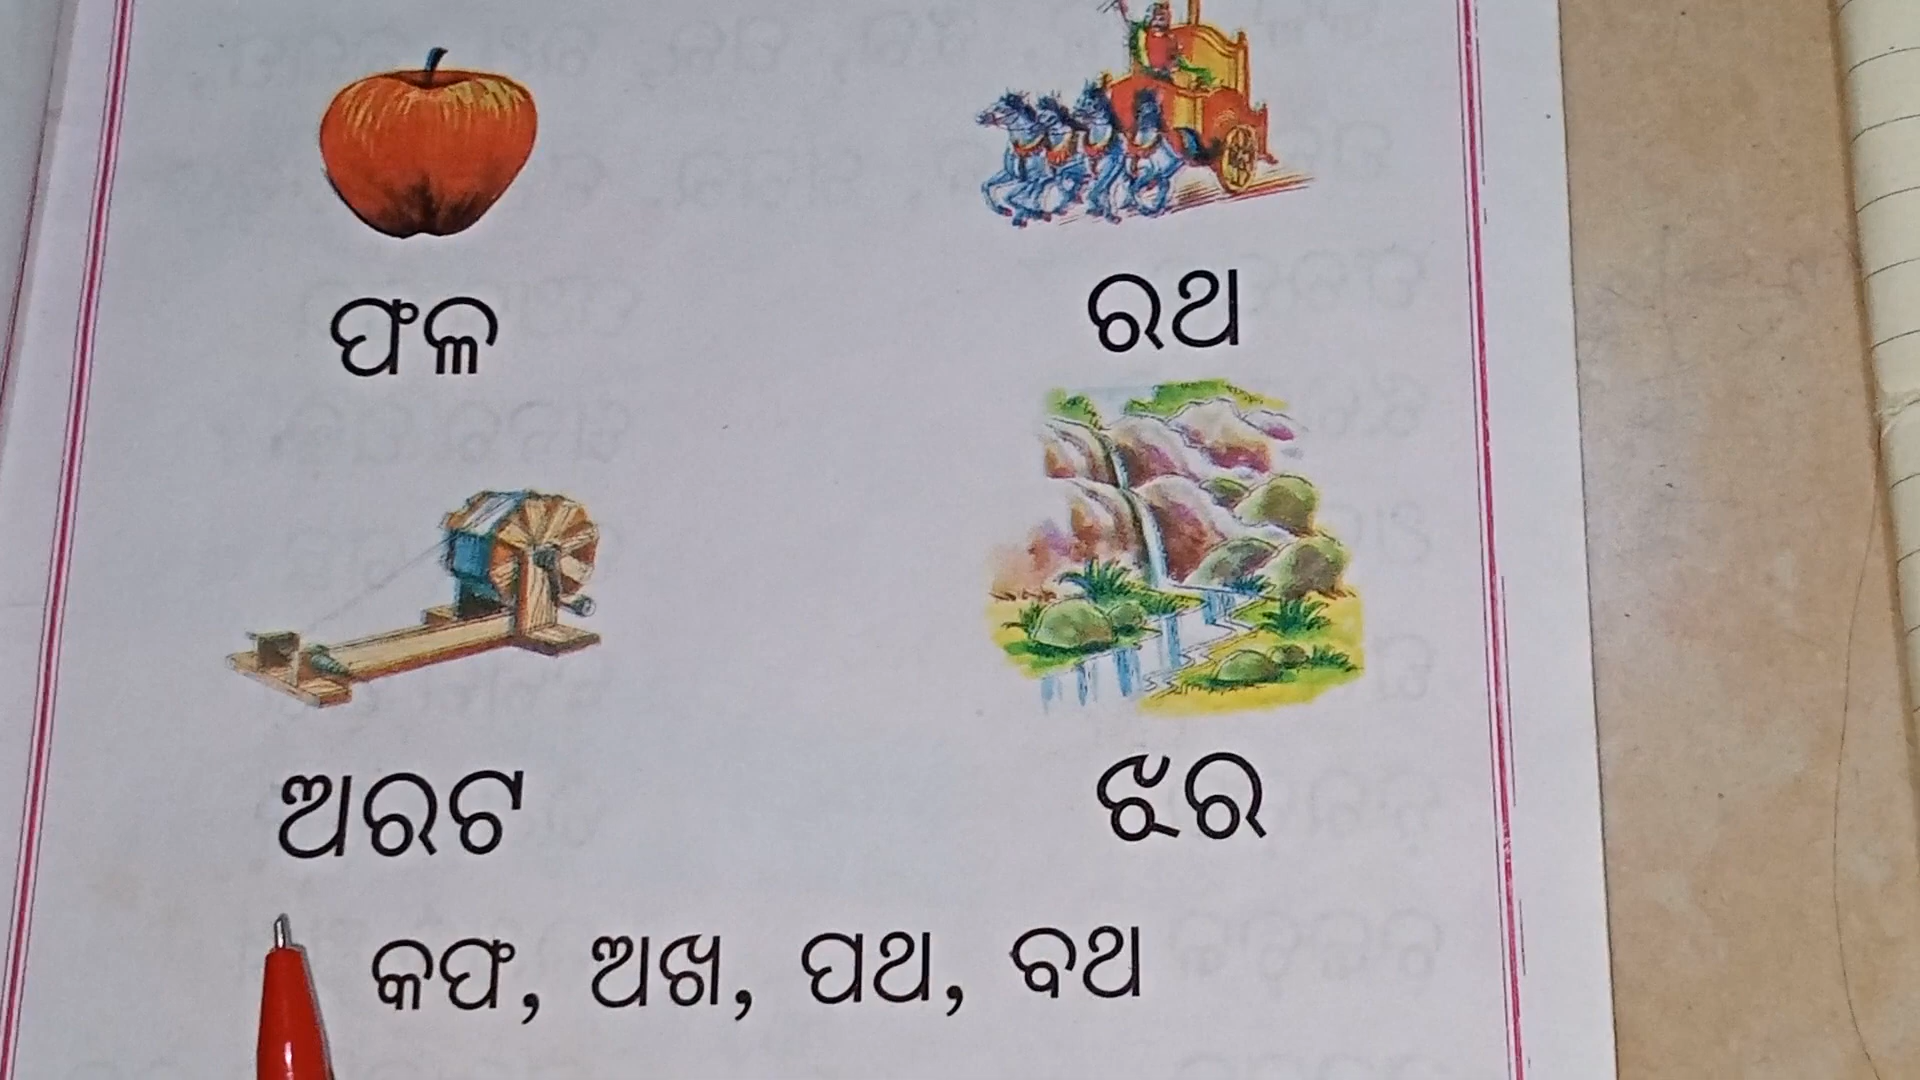 ଫଳ ରଥ
ଅରଟ ଝର
କଫ, ଅଖ, ପଥ, ବଥ